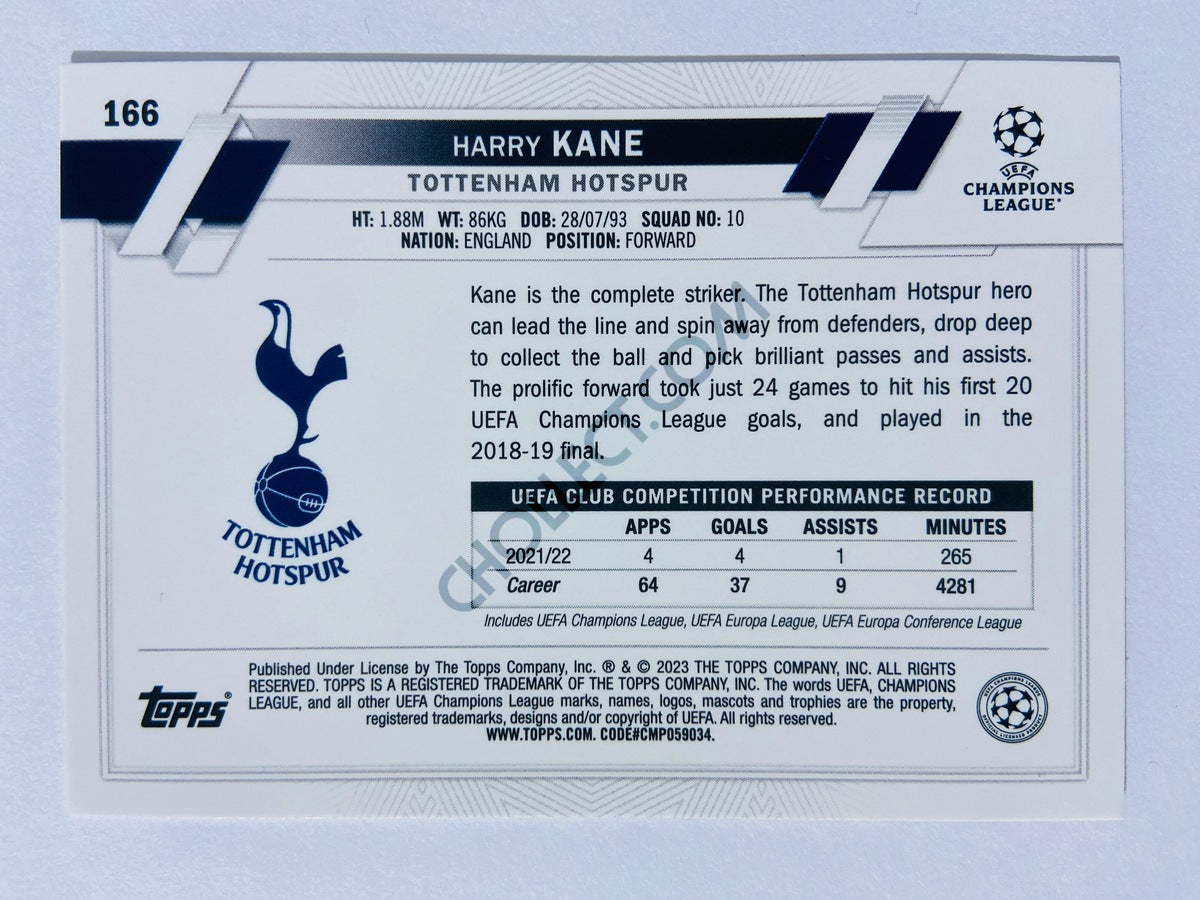 166
HARRY KANE
TOTTENHAM HOTSPUR
HT: 1.88M WT: 86KG DOB: 28/07/93 SQUAD NO: 10
NATION: ENGLAND POSITION: FORWARD
UEFA
CHAMPIONS
LEAGUE®
Kane is the complete striker. The Tottenham Hotspur hero
can lead the line and spin away from defenders, drop deep
to collect the ball and pick brilliant passes and assists.
The prolific forward took just 24 games to hit his first 20
UEFA Champions League goals, and played in the
2018-19 final.
TOTTENHAM
HOTSPUR
CHOLLECT.COM
UEFA CLUB COMPETITION PERFORMANCE RECORD
APPS GOALS ASSISTS MINUTES
2021/22 4 4 1 265
Career 64 37 9 4281
Includes UEFA Champions League, UEFA Europa League, UEFA Europa Conference League
Topps®
Published Under License by The Topps Company, Inc. ® & © 2023 THE TOPPS COMPANY, INC. ALL RIGHTS
RESERVED. TOPPS IS A REGISTERED TRADEMARK OF THE TOPPS COMPANY, INC. The words UEFA, CHAMPIONS
LEAGUE, and all other UEFA Champions League marks, names, logos, mascots and trophies are the property,
registered trademarks, designs and/or copyright of UEFA. All rights reserved.
WWW.TOPPS.COM. CODE#CMP059034.
UEFA CHAMPIONS LEAGUE
OFFICIAL LICENSED PRODUCT